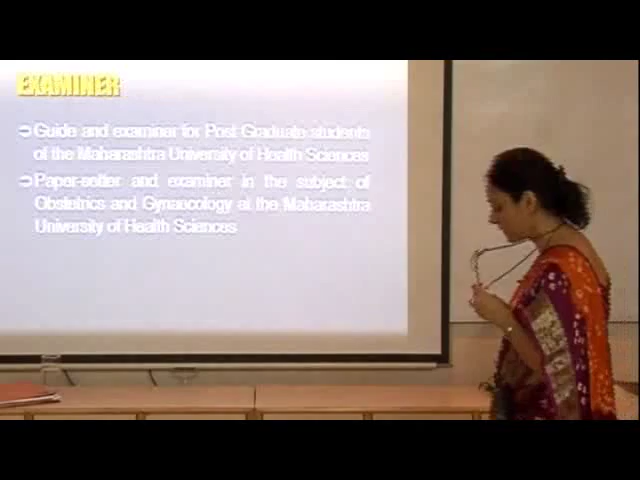 EXAMINER
Guide and examiner for Post Graduate students
of the Maharashtra University of Health Sciences
Paper-setter and examiner in the subject of
Obstetrics and Gynaucology at the Maharashtra
University of Health Sciences